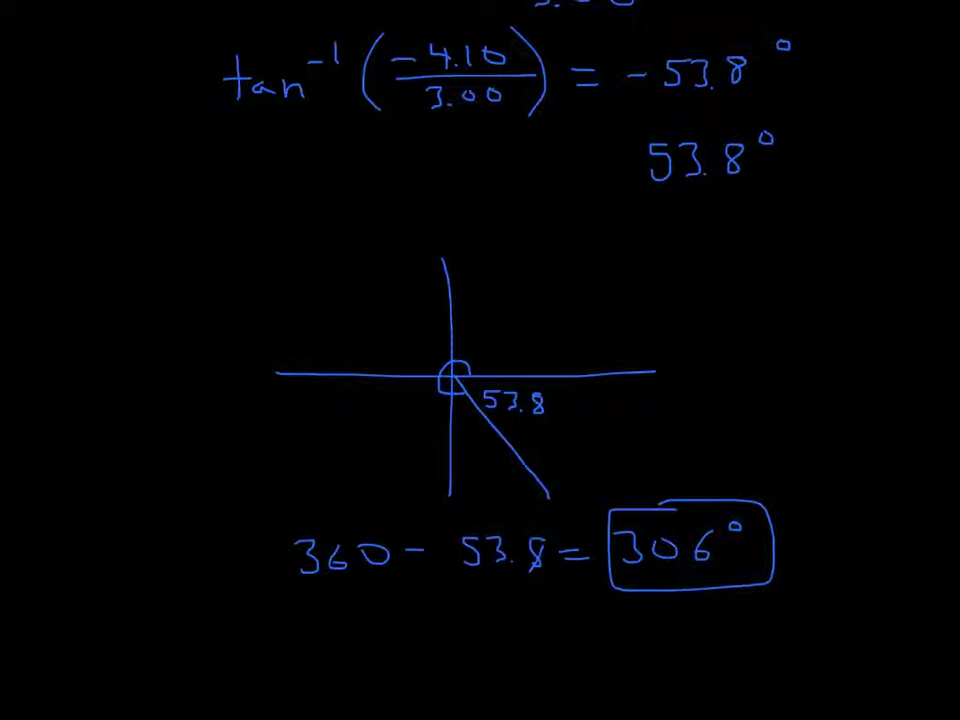 tan⁻¹(-4.10/3.00) = -53.8°
53.8°
53.8
360 - 53.8 = 306°